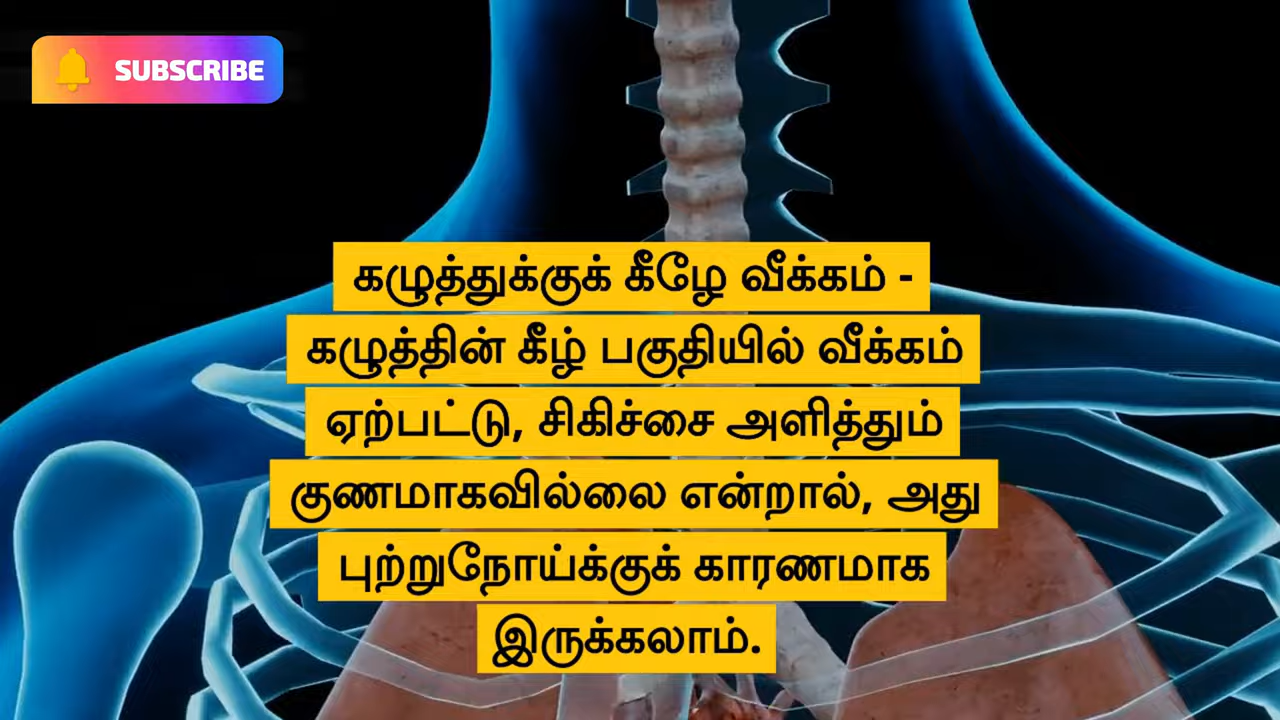 SUBSCRIBE
கழுத்துக்குக் கீழே வீக்கம் -
கழுத்தின் கீழ் பகுதியில் வீக்கம்
ஏற்பட்டு, சிகிச்சை அளித்தும்
குணமாகவில்லை என்றால், அது
புற்றுநோய்க்குக் காரணமாக
இருக்கலாம்.